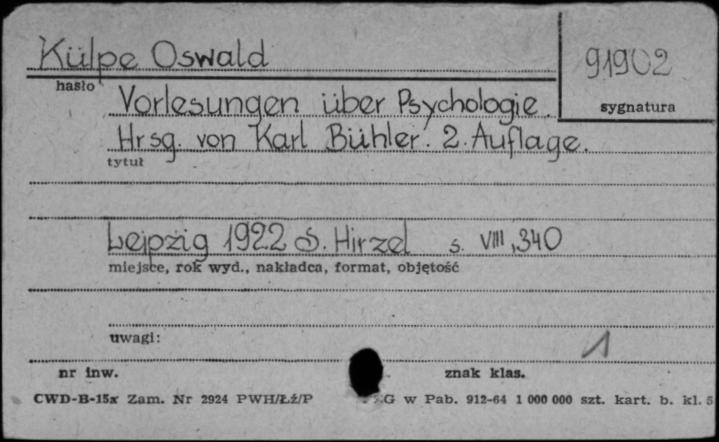 Külpe Oswald
91902
hasło
sygnatura
Vorlesungen über Psychologie.
Hrsg. von Karl Bühler. 2. Auflage.
tytuł
Leipzig 1922 S. Hirzel s. VIII, 340
miejsce, rok wyd., nakładca, format, objętość
uwagi:
1
nr inw.
znak klas.
CWD-B-15x Zam. Nr 2924 PWH/Łź/P G w Pab. 912-64 1 000 000 szt. kart. b. kl. 5